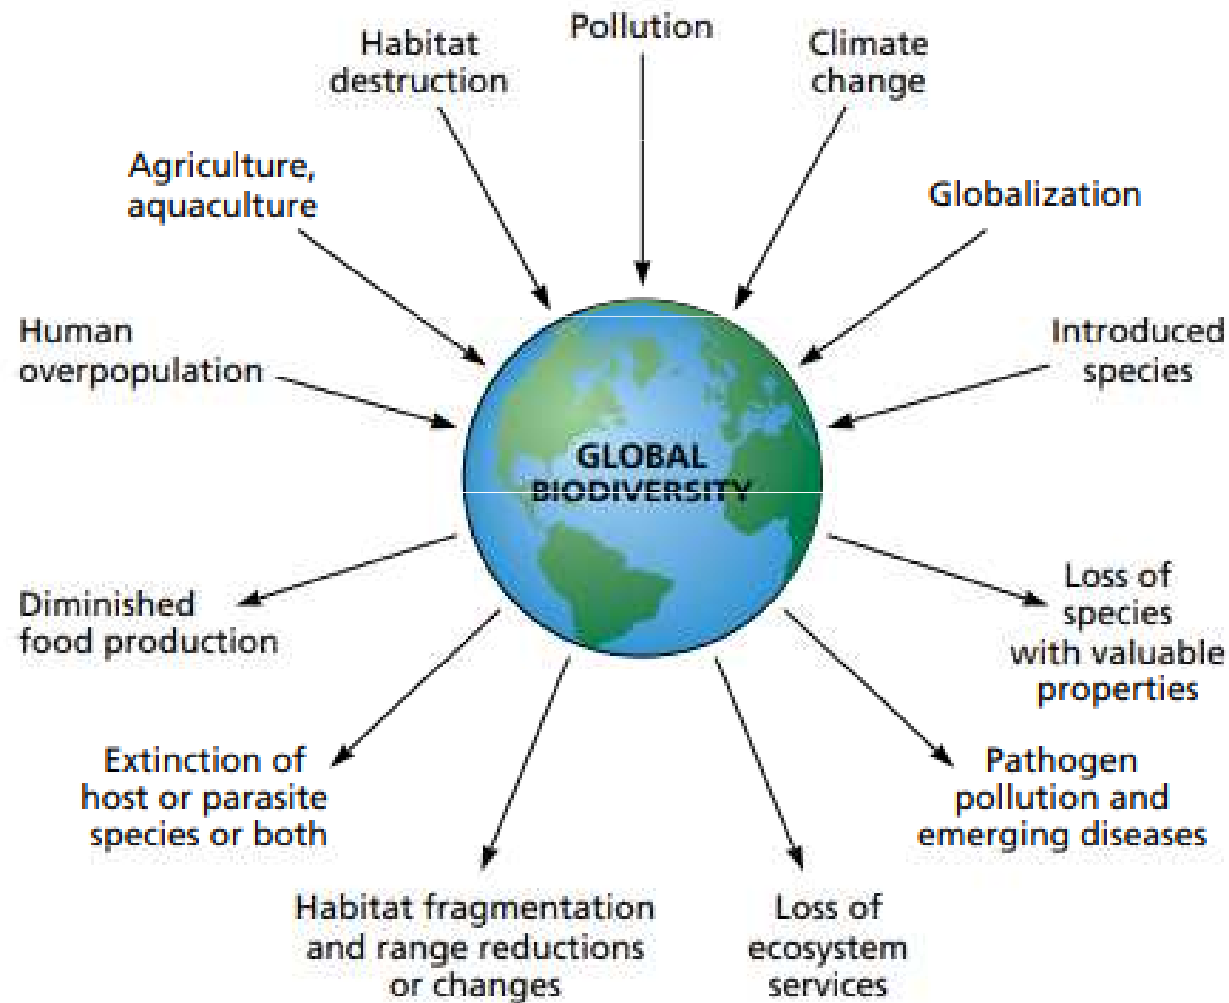 Pollution
Habitat
destruction
Climate
change
Agriculture,
aquaculture
Globalization
Human
overpopulation
Introduced
species
GLOBAL
BIODIVERSITY
Diminished
food production
Loss of
species
with valuable
properties
Extinction of
host or parasite
species or both
Pathogen
pollution and
emerging diseases
Habitat fragmentation
and range reductions
or changes
Loss of
ecosystem
services